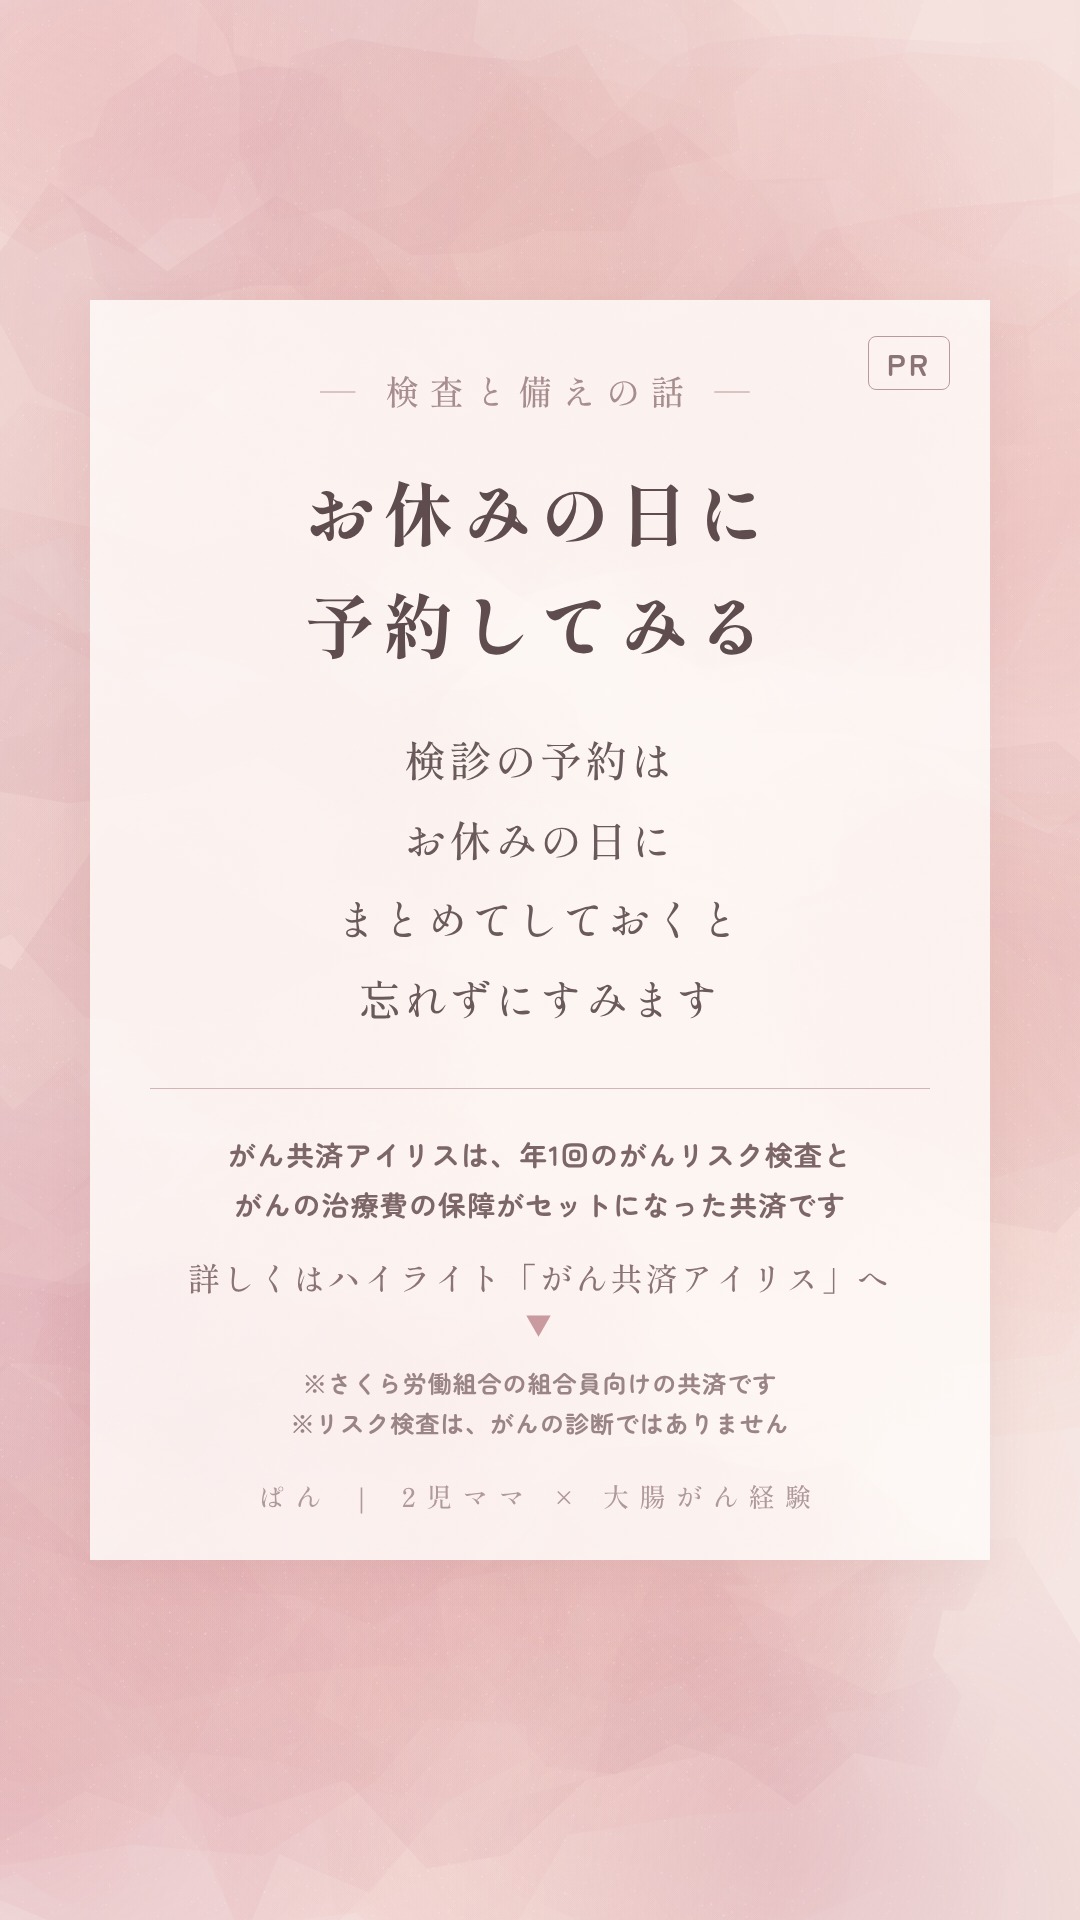 PR
― 検査と備えの話 ―
お休みの日に
予約してみる
検診の予約は
お休みの日に
まとめてしておくと
忘れずにすみます
がん共済アイリスは、年1回のがんリスク検査と
がんの治療費の保障がセットになった共済です
詳しくはハイライト「がん共済アイリス」へ
▼
※さくら労働組合の組合員向けの共済です
※リスク検査は、がんの診断ではありません
ぱん | 2児ママ × 大腸がん経験